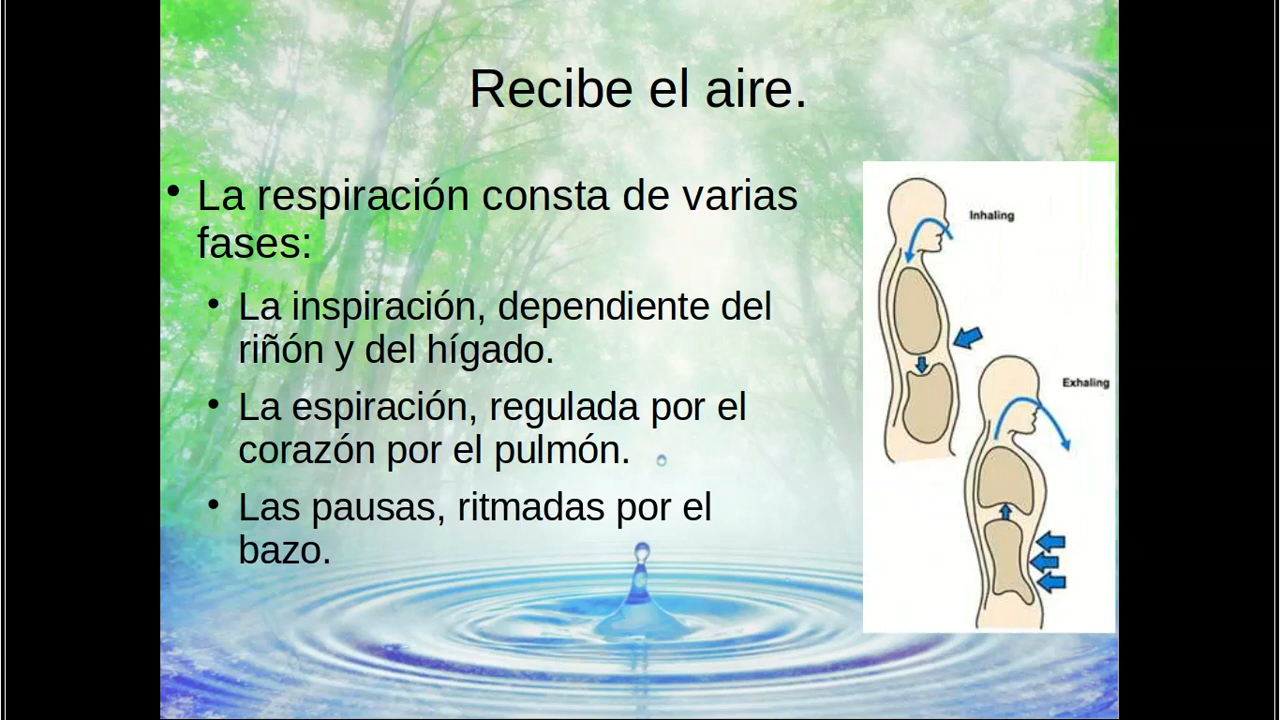 Recibe el aire.
• La respiración consta de varias
fases:
• La inspiración, dependiente del
riñón y del hígado.
• La espiración, regulada por el
corazón por el pulmón.
• Las pausas, ritmadas por el
bazo.
Inhaling
Exhaling